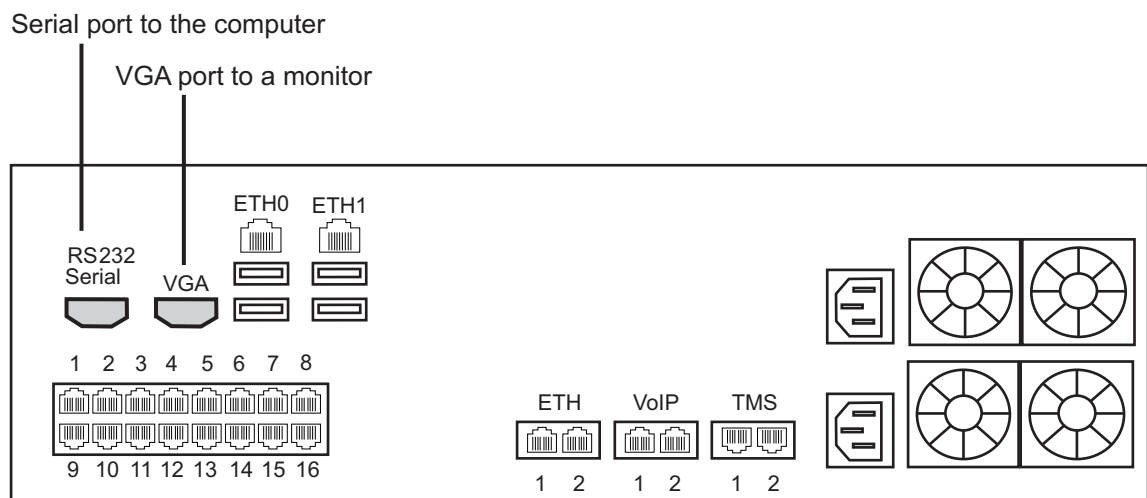 Serial port to the computer
VGA port to a monitor
ETH0 ETH1
RS232
Serial
VGA
1 2 3 4 5 6 7 8
9 10 11 12 13 14 15 16
ETH VoIP TMS
1 2 1 2 1 2